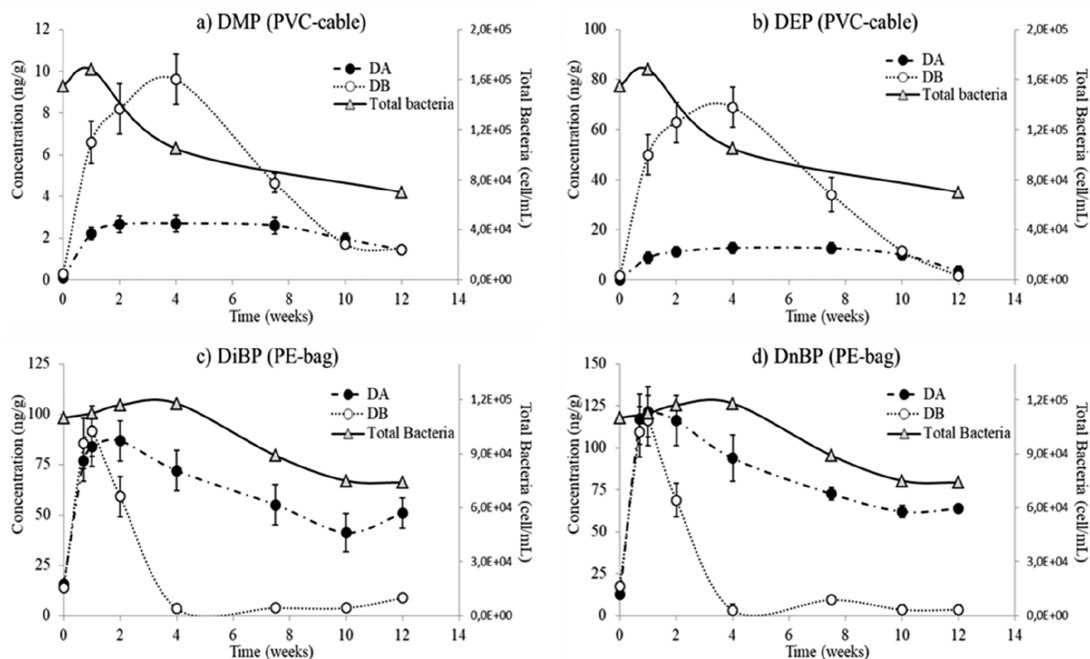 a) DMP (PVC-cable)
12
10
8
6
4
2
0
Concentration (ng/g)
2,0E+05
1,6E+05
1,2E+05
8,0E+04
4,0E+04
0,0E+00
Total Bacteria (cell/mL)
DA
DB
Total bacteria
0 2 4 6 8 10 12 14
Time (weeks)
b) DEP (PVC-cable)
100
80
60
40
20
0
Concentration (ng/g)
2,0E+05
1,6E+05
1,2E+05
8,0E+04
4,0E+04
0,0E+00
Total Bacteria (cell/mL)
DA
DB
Total bacteria
0 2 4 6 8 10 12 14
Time (weeks)
c) DiBP (PE-bag)
125
100
75
50
25
0
Concentration (ng/g)
1,2E+05
9,0E+04
6,0E+04
3,0E+04
0,0E+00
Total Bacteria (cell/mL)
DA
DB
Total Bacteria
0 2 4 6 8 10 12 14
Time (weeks)
d) DnBP (PE-bag)
150
125
100
75
50
25
0
Concentration (ng/g)
1,2E+05
9,0E+04
6,0E+04
3,0E+04
0,0E+00
Total Bacteria (cell/mL)
DA
DB
Total Bacteria
0 2 4 6 8 10 12 14
Time (weeks)